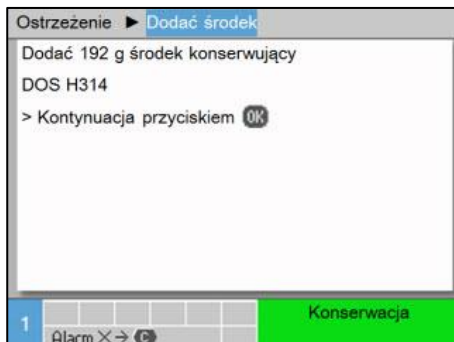 Ostrzeżenie ► Dodać środek
Dodać 192 g środek konserwujący
DOS H314
> Kontynuacja przyciskiem OK
1
Konserwacja
Alarm X → C